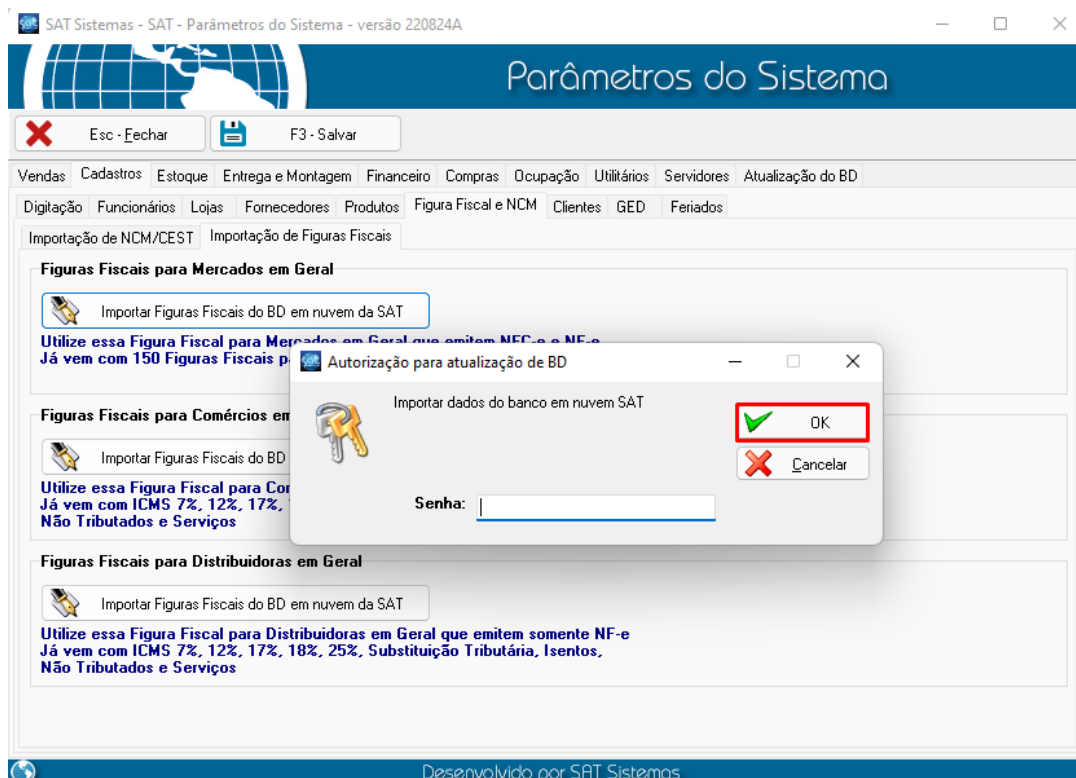 SAT Sistemas - SAT - Parâmetros do Sistema - versão 220824A
Parâmetros do Sistema
Esc - Fechar
F3 - Salvar
Vendas Cadastros Estoque Entrega e Montagem Financeiro Compras Ocupação Utilitários Servidores Atualização do BD
Digitação Funcionários Lojas Fornecedores Produtos Figura Fiscal e NCM Clientes GED Feriados
Importação de NCM/CEST Importação de Figuras Fiscais
Figuras Fiscais para Mercados em Geral
Importar Figuras Fiscais do BD em nuvem da SAT
Utilize essa Figura Fiscal para Mercados em Geral que emitem NFC-e e NF-e
Já vem com 150 Figuras Fiscais
Autorização para atualização de BD
Importar dados do banco em nuvem SAT
OK
Cancelar
Senha:
Figuras Fiscais para Comércios em
Importar Figuras Fiscais do BD
Utilize essa Figura Fiscal para
Já vem com ICMS 7%, 12%, 17%,
Não Tributados e Serviços
Figuras Fiscais para Distribuidoras em Geral
Importar Figuras Fiscais do BD em nuvem da SAT
Utilize essa Figura Fiscal para Distribuidoras em Geral que emitem somente NF-e
Já vem com ICMS 7%, 12%, 17%, 18%, 25%, Substituição Tributária, Isentos,
Não Tributados e Serviços
Desenvolvido por SAT Sistemas